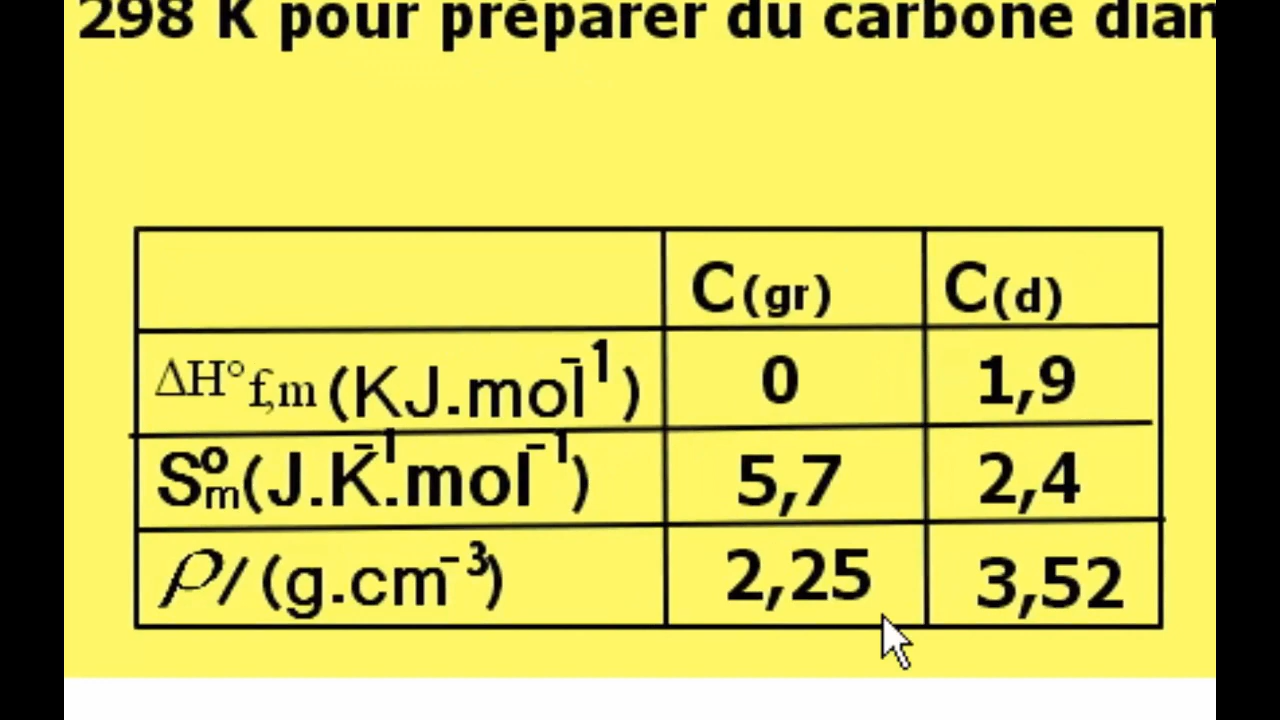 298 K pour préparer du carbone diam
C(gr) C(d)
ΔH°f,m (KJ.mol⁻¹) 0 1,9
S°m(J.K⁻¹.mol⁻¹) 5,7 2,4
ρ/(g.cm⁻³) 2,25 3,52